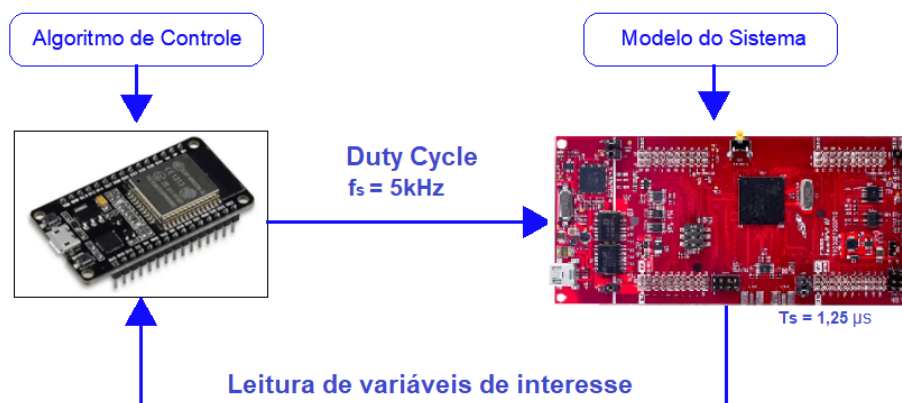 Algoritmo de Controle
Modelo do Sistema
Duty Cycle
fs = 5kHz
Ts = 1,25 μs
Leitura de variáveis de interesse